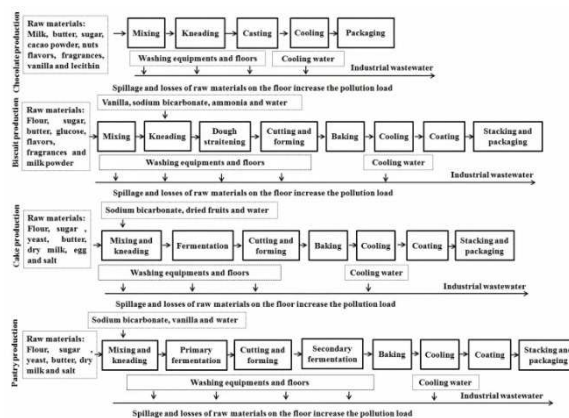 Chocolate production
Raw materials:
Milk, butter, sugar,
cacao powder, nuts
flavors, fragrances,
vanilla and lecithin
Mixing
Kneading
Casting
Cooling
Packaging
Washing equipments and floors
Cooling water
Industrial wastewater
Spillage and losses of raw materials on the floor increase the pollution load
Biscuit production
Raw materials:
Flour, sugar,
butter, glucose,
flavors,
fragrances and
milk powder
Vanilla, sodium bicarbonate, ammonia and water
Mixing
Kneading
Dough
straitening
Cutting and
forming
Baking
Cooling
Coating
Stacking and
packaging
Washing equipments and floors
Cooling water
Industrial wastewater
Spillage and losses of raw materials on the floor increase the pollution load
Cake production
Raw materials:
Flour, sugar ,
yeast, butter,
dry milk, egg
and salt
Sodium bicarbonate, dried fruits and water
Mixing and
kneading
Fermentation
Cutting and
forming
Baking
Cooling
Coating
Stacking and
packaging
Washing equipments and floors
Cooling water
Industrial wastewater
Spillage and losses of raw materials on the floor increase the pollution load
Pastry production
Raw materials:
Flour, sugar ,
yeast, butter, dry
milk and salt
Sodium bicarbonate, vanilla and water
Mixing and
kneading
Primary
fermentation
Cutting and
forming
Secondary
fermentation
Baking
Cooling
Coating
Stacking and
packaging
Washing equipments and floors
Cooling water
Industrial wastewater
Spillage and losses of raw materials on the floor increase the pollution load